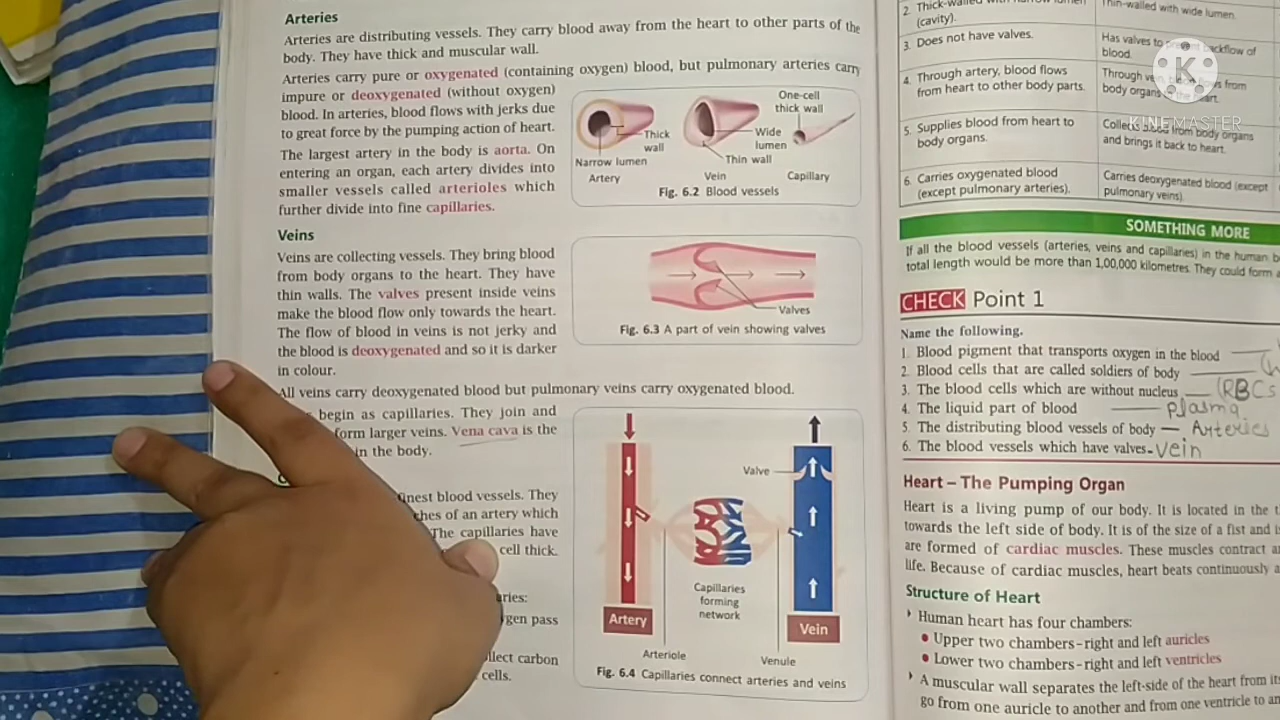 Arteries
Arteries are distributing vessels. They carry blood away from the heart to other parts of the
body. They have thick and muscular wall.
Arteries carry pure or oxygenated (containing oxygen) blood, but pulmonary arteries carry
impure or deoxygenated (without oxygen)
blood. In arteries, blood flows with jerks due
to great force by the pumping action of heart.
The largest artery in the body is aorta. On
entering an organ, each artery divides into
smaller vessels called arterioles which
further divide into fine capillaries.
Thick
wall
Narrow lumen
Artery
Wide
lumen
Thin wall
Vein
One-cell
thick wall
Capillary
Fig. 6.2 Blood vessels
Veins
Veins are collecting vessels. They bring blood
from body organs to the heart. They have
thin walls. The valves present inside veins
make the blood flow only towards the heart.
The flow of blood in veins is not jerky and
the blood is deoxygenated and so it is darker
in colour.
Valves
Fig. 6.3 A part of vein showing valves
All veins carry deoxygenated blood but pulmonary veins carry oxygenated blood.
begin as capillaries. They join and
form larger veins. Vena cava is the
in the body.
finest blood vessels. They
of an artery which
The capillaries have
cell thick.
pass
carbon
cells.
Valve
Capillaries
forming
network
Artery
Vein
Arteriole
Venule
Fig. 6.4 Capillaries connect arteries and veins
2. Thick-walled with narrow lumen
(cavity).
Thin-walled with wide lumen.
3. Does not have valves.
Has valves to prevent backflow of
blood.
4. Through artery, blood flows
from heart to other body parts.
Through vein, blood flows from
body organs to the heart.
5. Supplies blood from heart to
body organs.
Collects blood from body organs
and brings it back to heart.
6. Carries oxygenated blood
(except pulmonary arteries).
Carries deoxygenated blood (except
pulmonary veins).
K
KINEMASTER
SOMETHING MORE
If all the blood vessels (arteries, veins and capillaries) in the human
total length would be more than 1,00,000 kilometres. They could form
CHECK Point 1
Name the following.
1. Blood pigment that transports oxygen in the blood
2. Blood cells that are called soldiers of body
3. The blood cells which are without nucleus (RBCs
4. The liquid part of blood plasma
5. The distributing blood vessels of body — Arteries
6. The blood vessels which have valves - Vein
Heart – The Pumping Organ
Heart is a living pump of our body. It is located in the
towards the left side of body. It is of the size of a fist and
are formed of cardiac muscles. These muscles contract
life. Because of cardiac muscles, heart beats continuously
Structure of Heart
Human heart has four chambers:
• Upper two chambers–right and left auricles
• Lower two chambers–right and left ventricles
A muscular wall separates the left-side of the heart from
go from one auricle to another and from one ventricle to